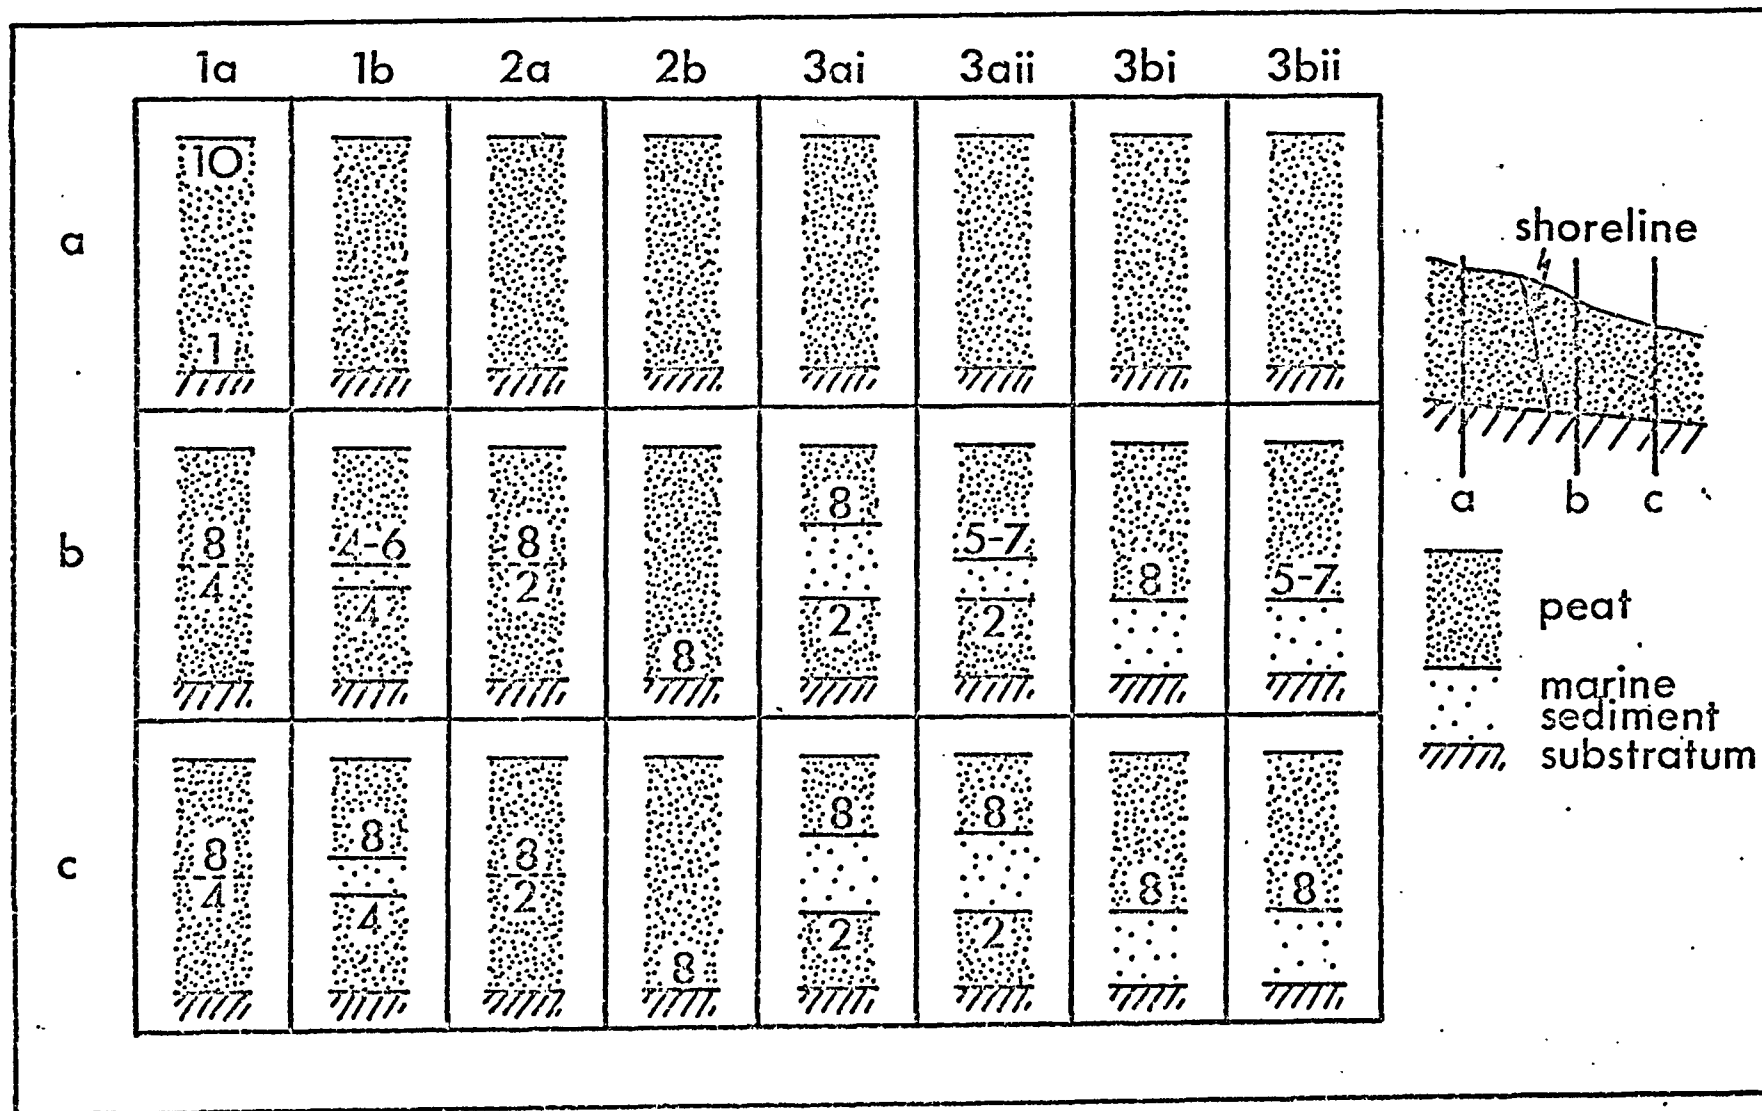 1a 1b 2a 2b 3ai 3aii 3bi 3bii
a
10
1
shoreline
a b c
b
8 4-6 8 8 5-7 8 5-7
4 4 2 8 2 2
peat
marine
sediment
substratum
c
8 8 8 8 8 8 8
4 4 2 8 2 2